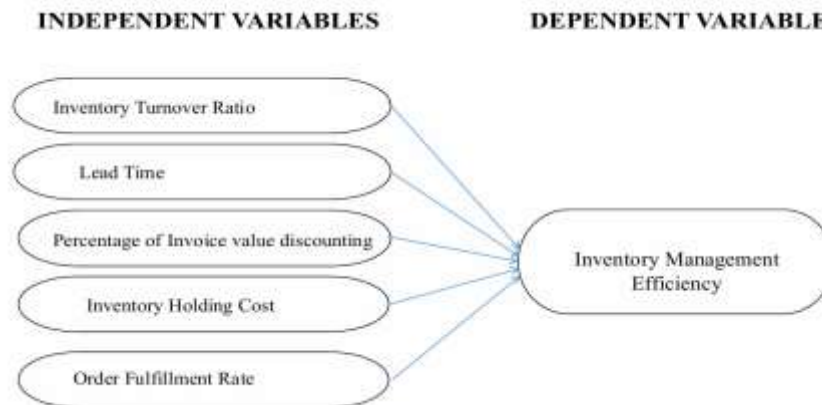 INDEPENDENT VARIABLES
DEPENDENT VARIABLE
Inventory Turnover Ratio
Lead Time
Percentage of Invoice value discounting
Inventory Holding Cost
Order Fulfillment Rate
Inventory Management
Efficiency